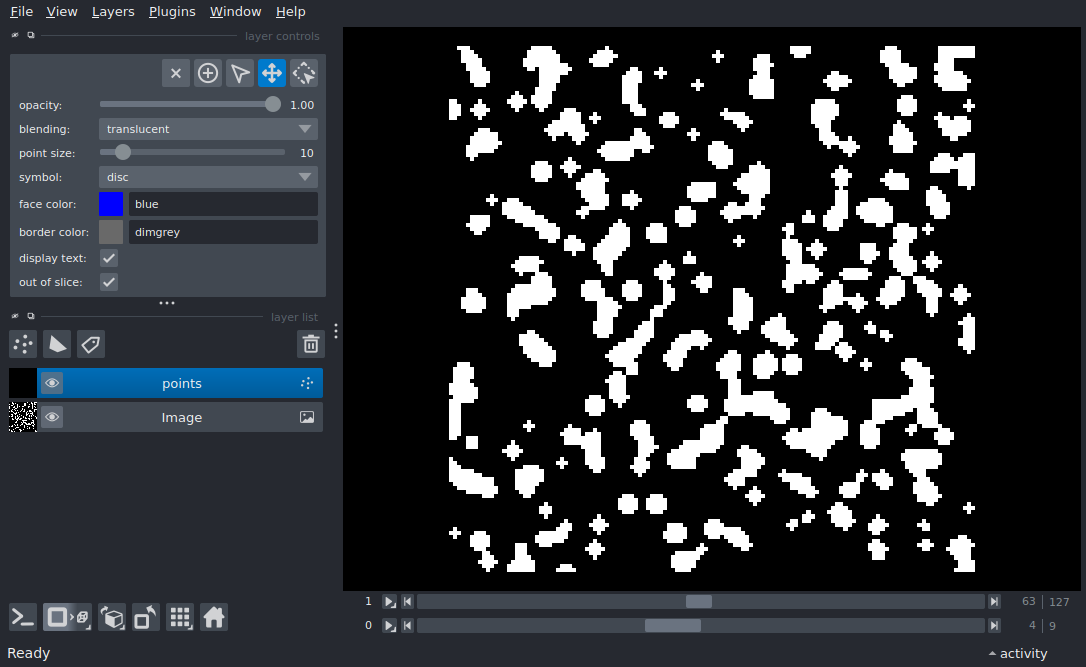 File View Layers Plugins Window Help
layer controls
opacity: 1.00
blending: translucent
point size: 10
symbol: disc
face color: blue
border color: dimgrey
display text:
out of slice:
layer list
points
Image
1 63 127
0 4 9
Ready activity